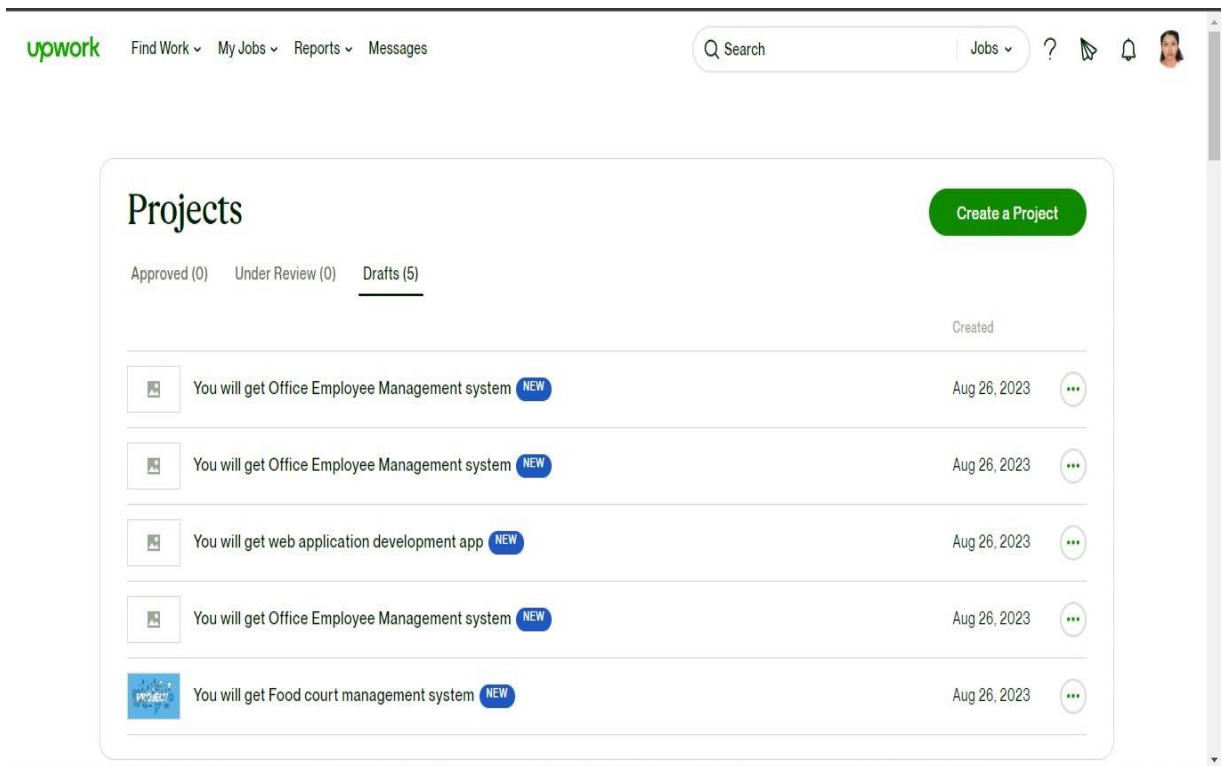 upwork Find Work My Jobs Reports Messages Search Jobs
Projects
Create a Project
Approved (0) Under Review (0) Drafts (5)
Created
You will get Office Employee Management system NEW Aug 26, 2023
You will get Office Employee Management system NEW Aug 26, 2023
You will get web application development app NEW Aug 26, 2023
You will get Office Employee Management system NEW Aug 26, 2023
PROJECT You will get Food court management system NEW Aug 26, 2023